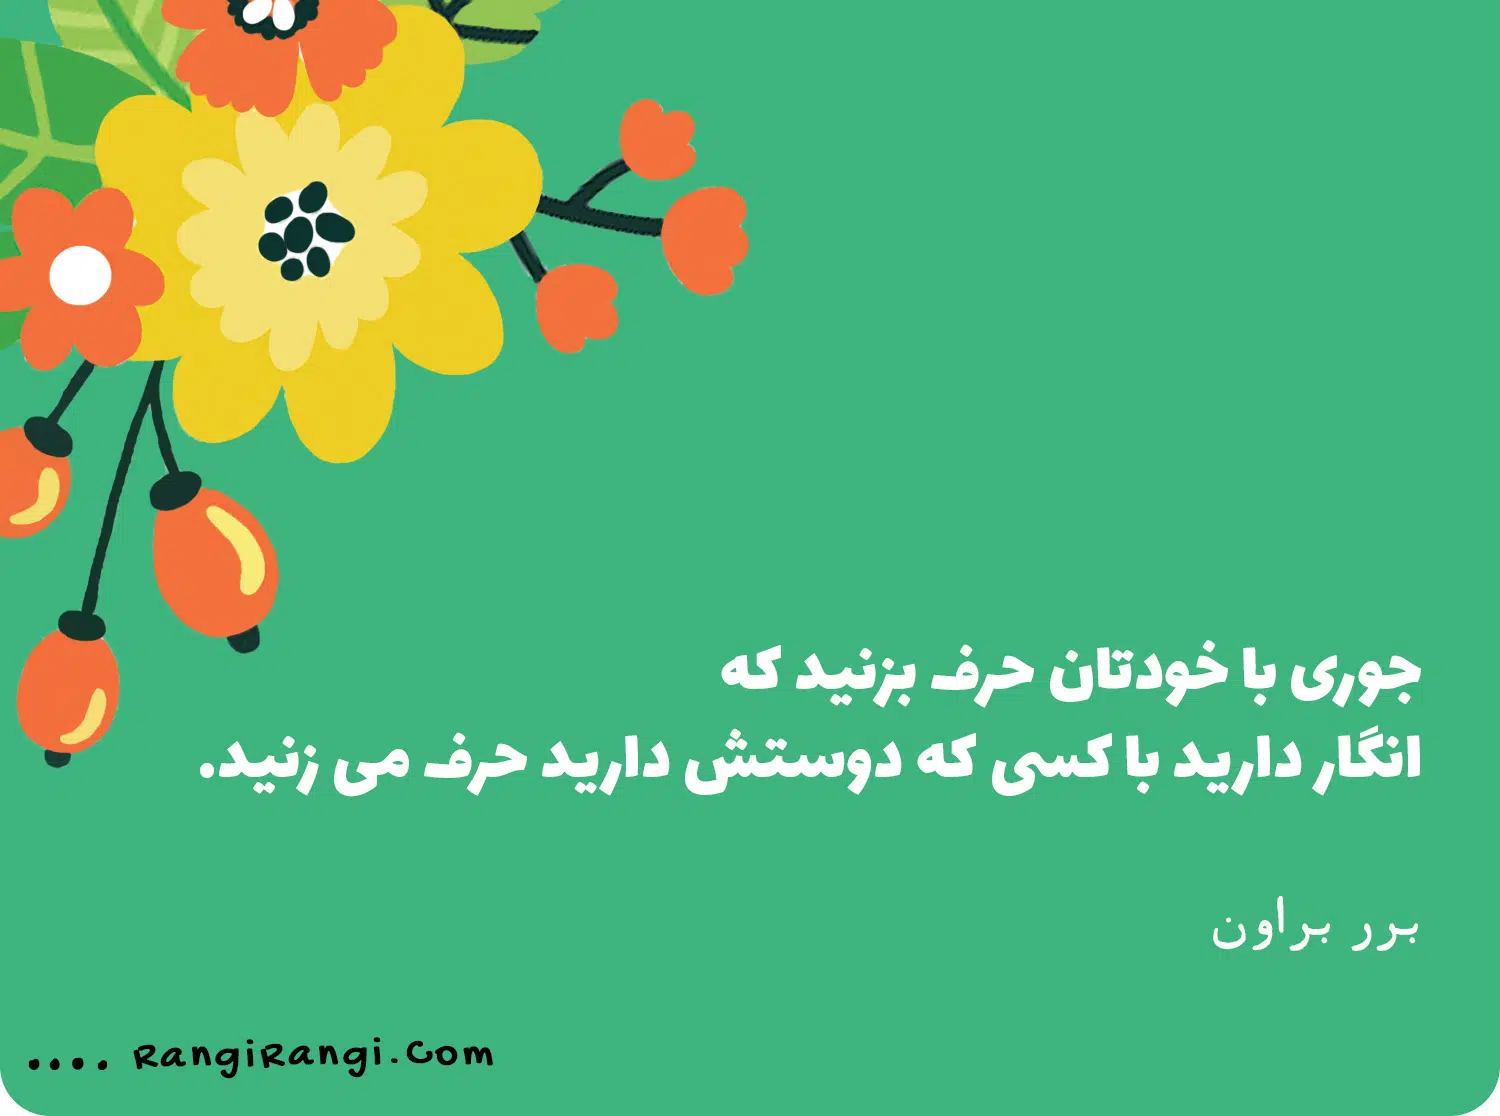 جوری با خودتان حرف بزنید که
انگار دارید با کسی که دوستش دارید حرف می زنید.
برر براون
.... RangiRangi.Com